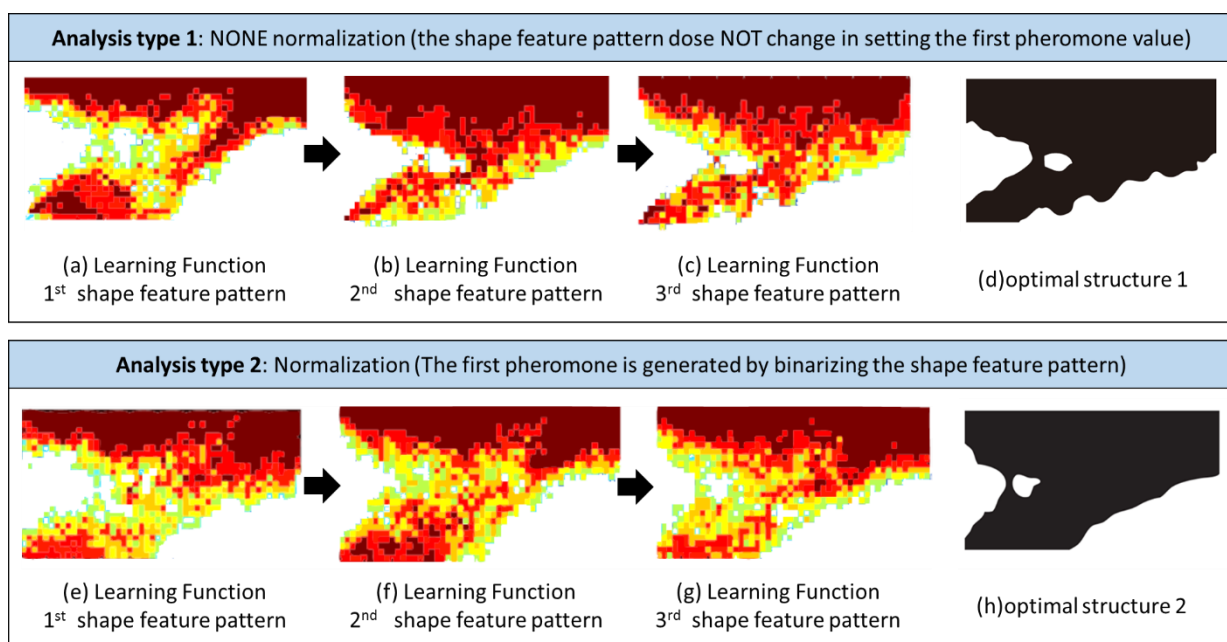 Analysis type 1: NONE normalization (the shape feature pattern dose NOT change in setting the first pheromone value)
(a) Learning Function
1st shape feature pattern
(b) Learning Function
2nd shape feature pattern
(c) Learning Function
3rd shape feature pattern
(d)optimal structure 1
Analysis type 2: Normalization (The first pheromone is generated by binarizing the shape feature pattern)
(e) Learning Function
1st shape feature pattern
(f) Learning Function
2nd shape feature pattern
(g) Learning Function
3rd shape feature pattern
(h)optimal structure 2